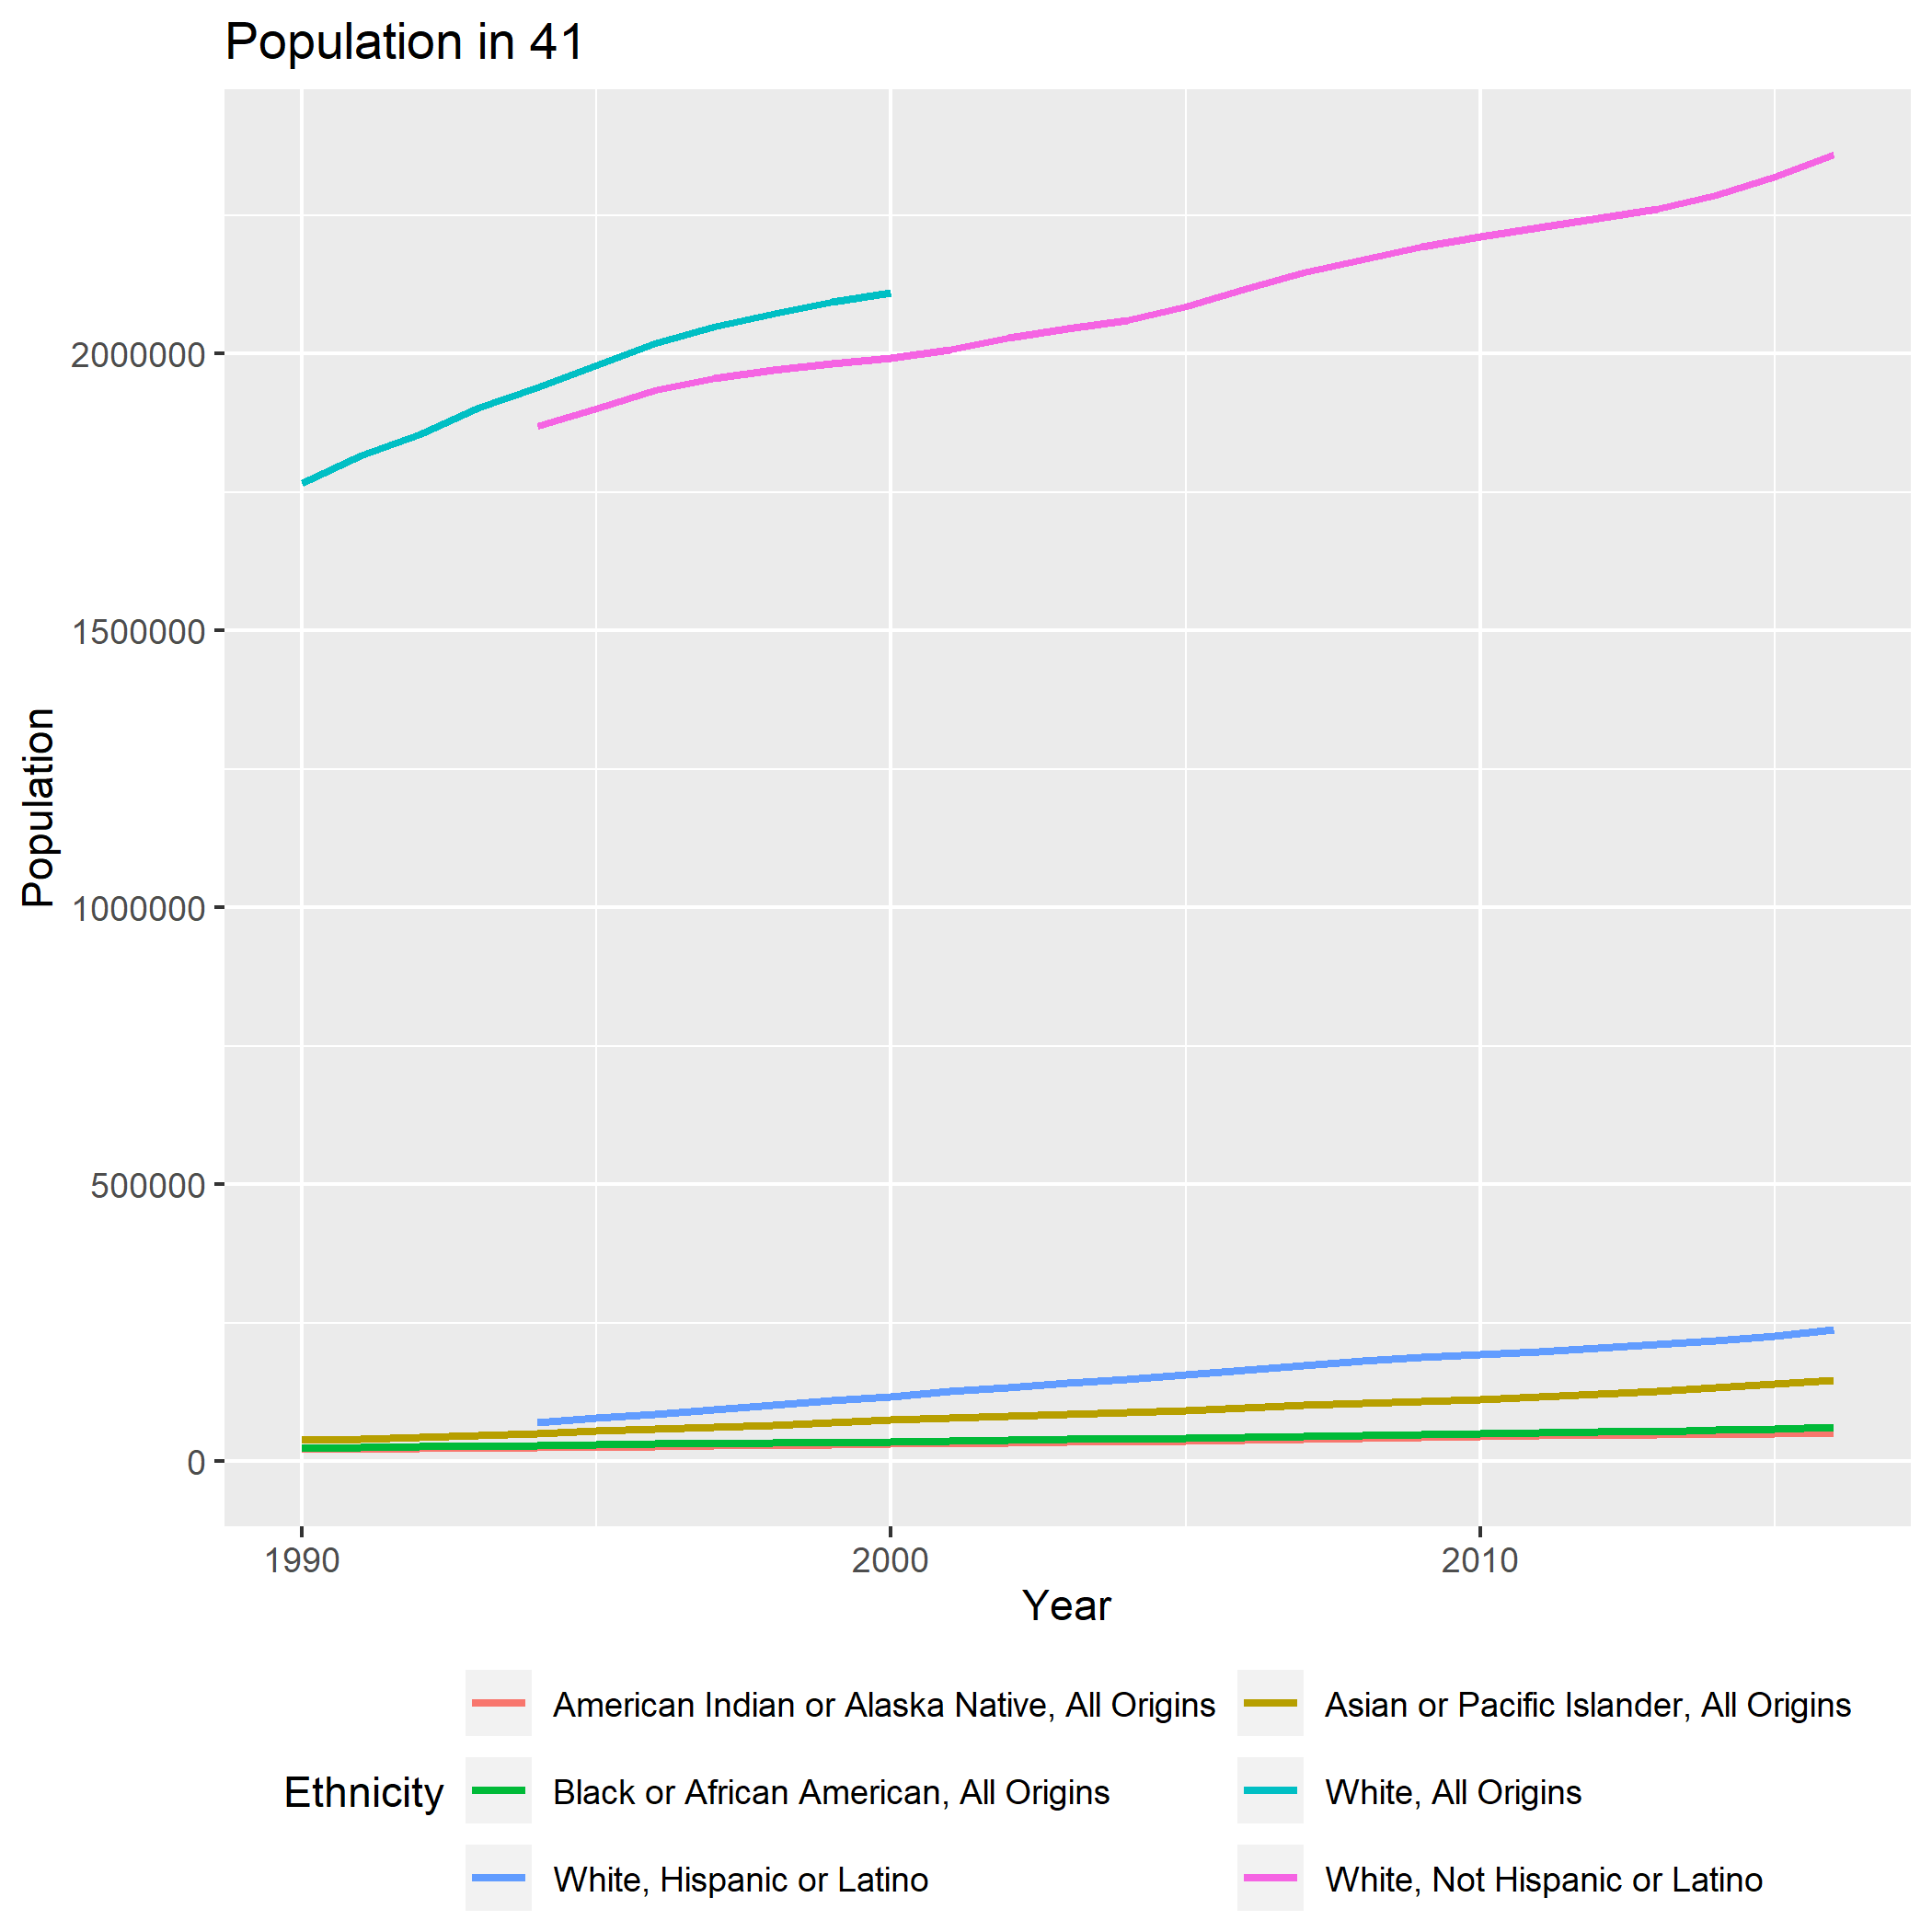 Population in 41
Population
2000000
1500000
1000000
500000
0
1990 2000 2010
Year
Ethnicity
American Indian or Alaska Native, All Origins
Asian or Pacific Islander, All Origins
Black or African American, All Origins
White, All Origins
White, Hispanic or Latino
White, Not Hispanic or Latino